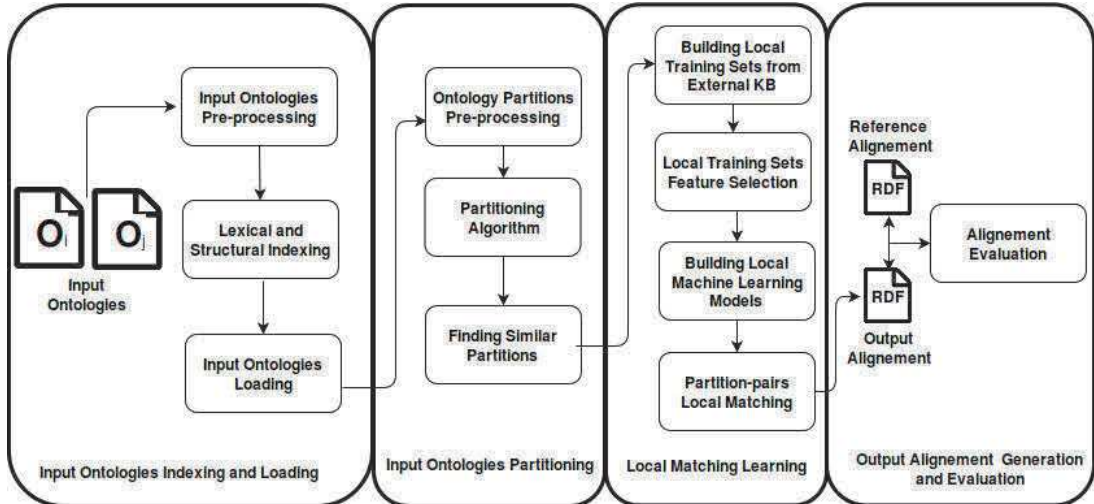 Input Ontologies
Pre-processing
O i
O j
Input
Ontologies
Lexical and
Structural Indexing
Input Ontologies
Loading
Input Ontologies Indexing and Loading
Ontology Partitions
Pre-processing
Partitioning
Algorithm
Finding Similar
Partitions
Input Ontologies Partitioning
Building Local
Training Sets from
External KB
Local Training Sets
Feature Selection
Building Local
Machine Learning
Models
Partition-pairs
Local Matching
Local Matching Learning
Reference
Alignement
RDF
Alignement
Evaluation
RDF
Output
Alignement
Output Alignement Generation
and Evaluation